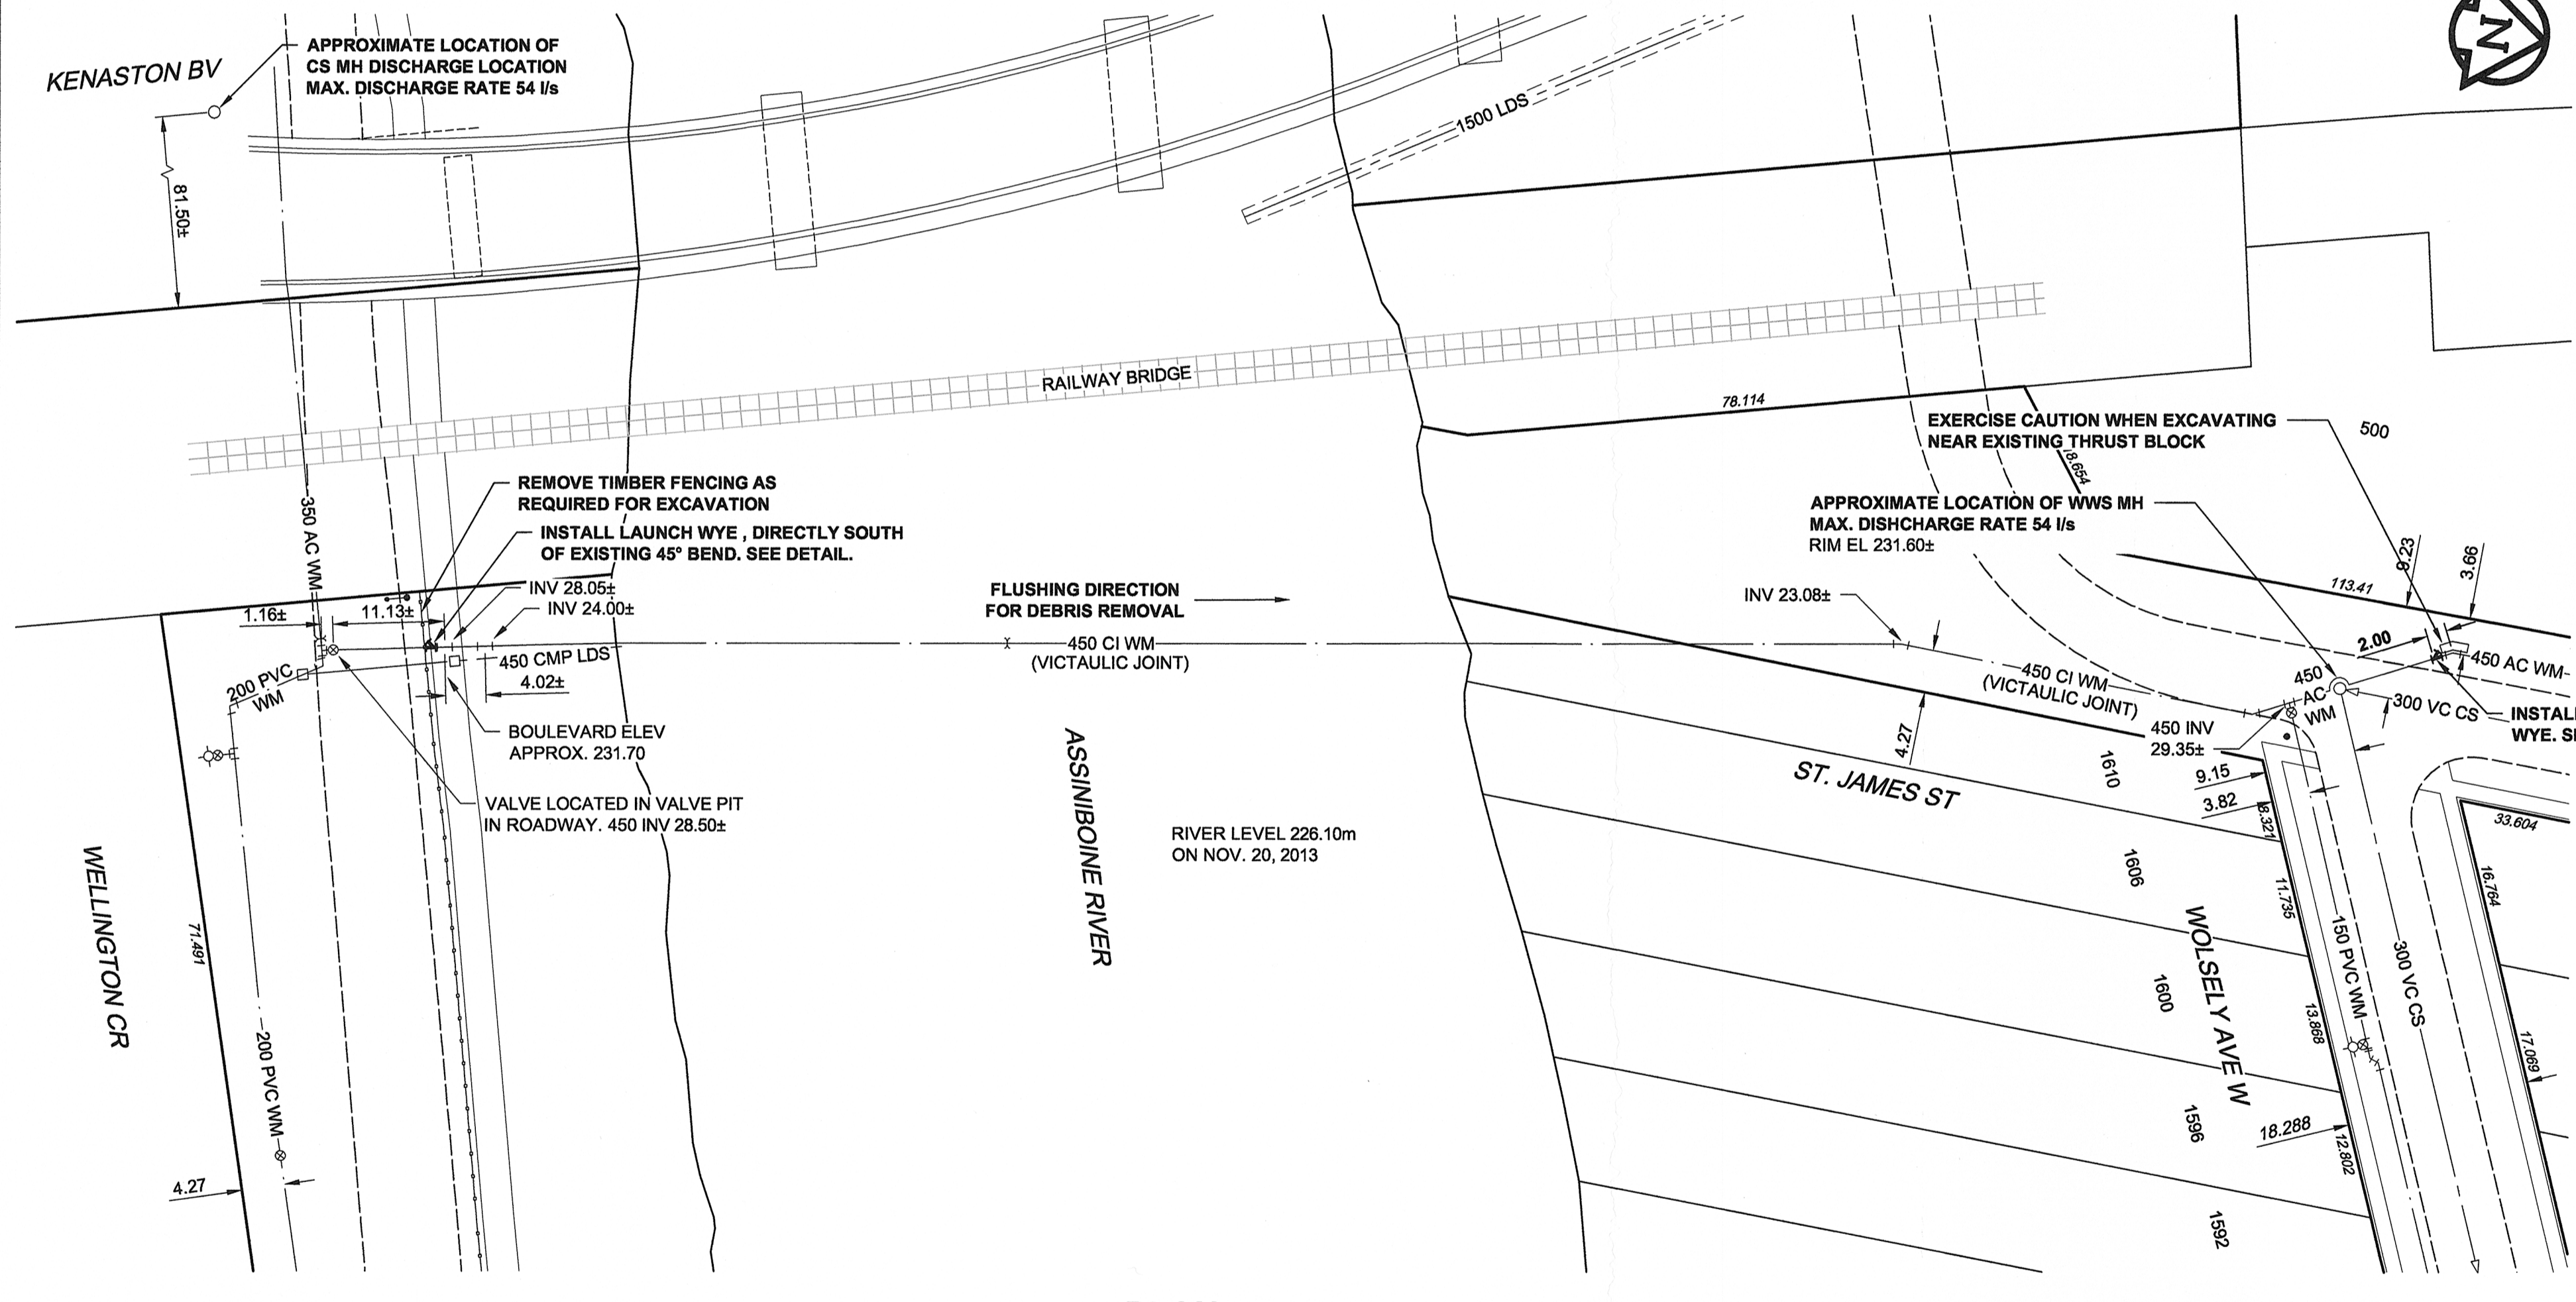 KENASTON BV
APPROXIMATE LOCATION OF
CS MH DISCHARGE LOCATION
MAX. DISCHARGE RATE 54 l/s
81.50±
N
1500 LDS
RAILWAY BRIDGE
78.114
EXERCISE CAUTION WHEN EXCAVATING
NEAR EXISTING THRUST BLOCK
500
8.654
350 AC WM
REMOVE TIMBER FENCING AS
REQUIRED FOR EXCAVATION
INSTALL LAUNCH WYE , DIRECTLY SOUTH
OF EXISTING 45° BEND. SEE DETAIL.
APPROXIMATE LOCATION OF WWS MH
MAX. DISHCHARGE RATE 54 l/s
RIM EL 231.60±
9.23
3.66
113.41
INV 28.05±
INV 24.00±
1.16±
11.13±
FLUSHING DIRECTION
FOR DEBRIS REMOVAL
INV 23.08±
2.00
450 CMP LDS
4.02±
450 CI WM
(VICTAULIC JOINT)
450 CI WM
(VICTAULIC JOINT)
450
AC
WM
450 AC WM
300 VC CS
INSTAL
WYE. S
200 PVC
WM
BOULEVARD ELEV
APPROX. 231.70
450 INV
29.35±
4.27
ST. JAMES ST
1610
9.15
3.82
8.321
VALVE LOCATED IN VALVE PIT
IN ROADWAY. 450 INV 28.50±
ASSINIBOINE RIVER
RIVER LEVEL 226.10m
ON NOV. 20, 2013
33.604
WELLINGTON CR
71.491
1606
11.735
16.764
WOLSELY AVE W
150 PVC WM
300 VC CS
1600
13.868
17.069
200 PVC WM
1596
18.288
12.802
4.27
1592